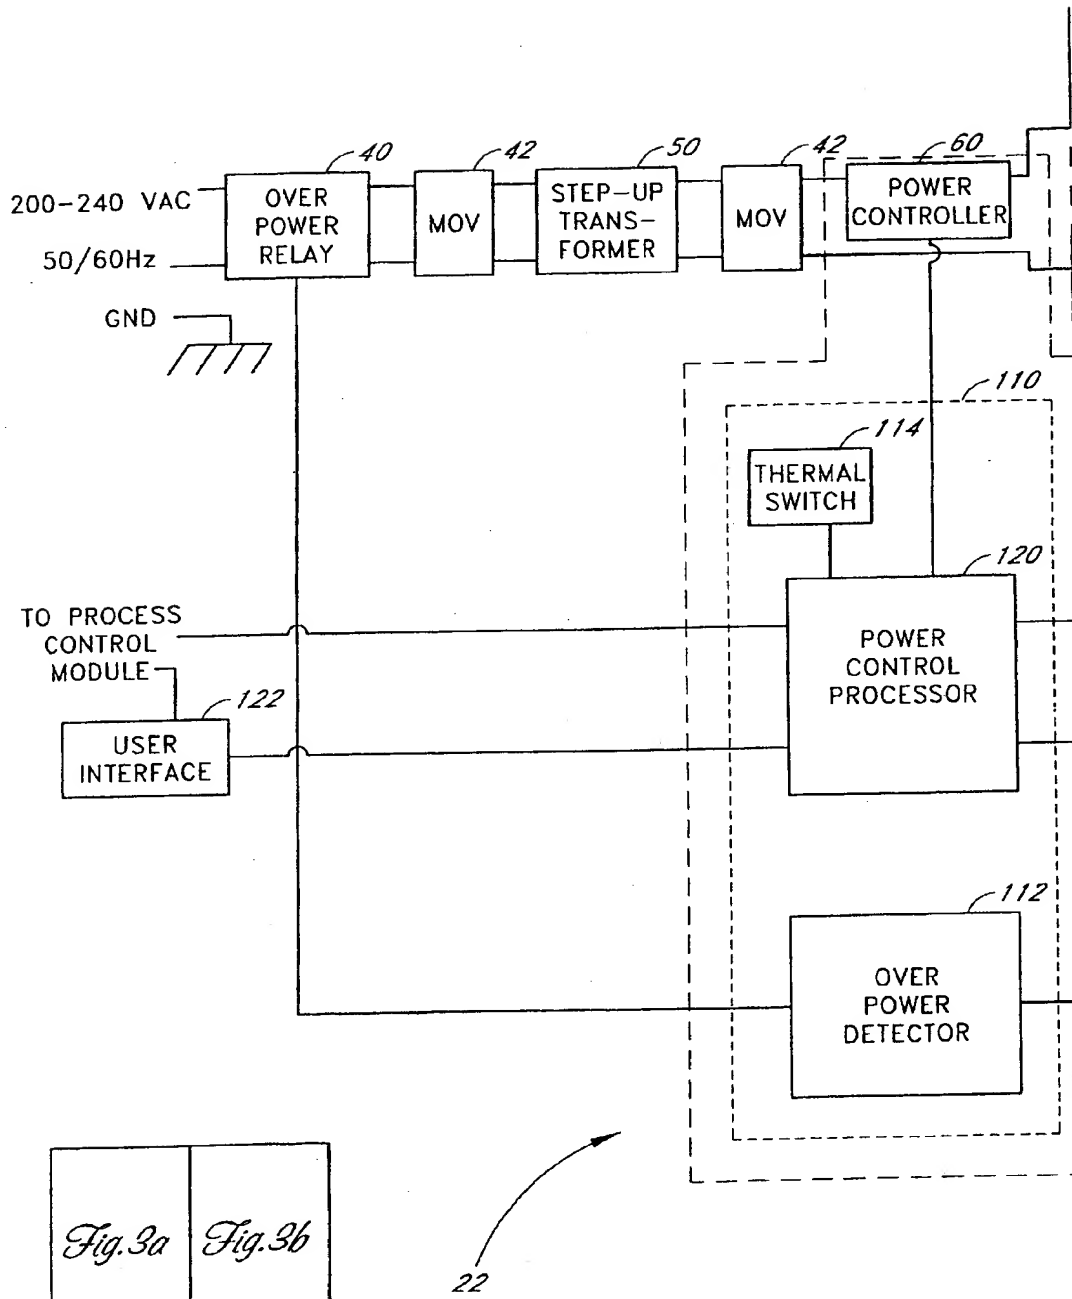 40
42
50
42
60
200-240 VAC
50/60Hz
GND
OVER
POWER
RELAY
MOV
STEP-UP
TRANS-
FORMER
MOV
POWER
CONTROLLER
110
114
THERMAL
SWITCH
120
TO PROCESS
CONTROL
MODULE
POWER
CONTROL
PROCESSOR
122
USER
INTERFACE
112
OVER
POWER
DETECTOR
Fig.3a Fig.3b
22